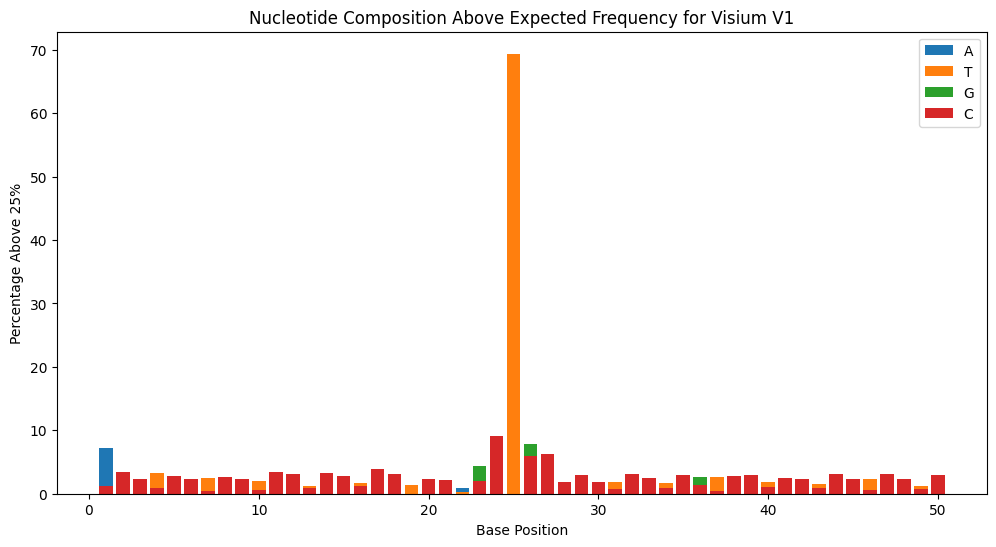 Nucleotide Composition Above Expected Frequency for Visium V1
A
T
G
C
Percentage Above 25%
70
60
50
40
30
20
10
0
0 10 20 30 40 50
Base Position